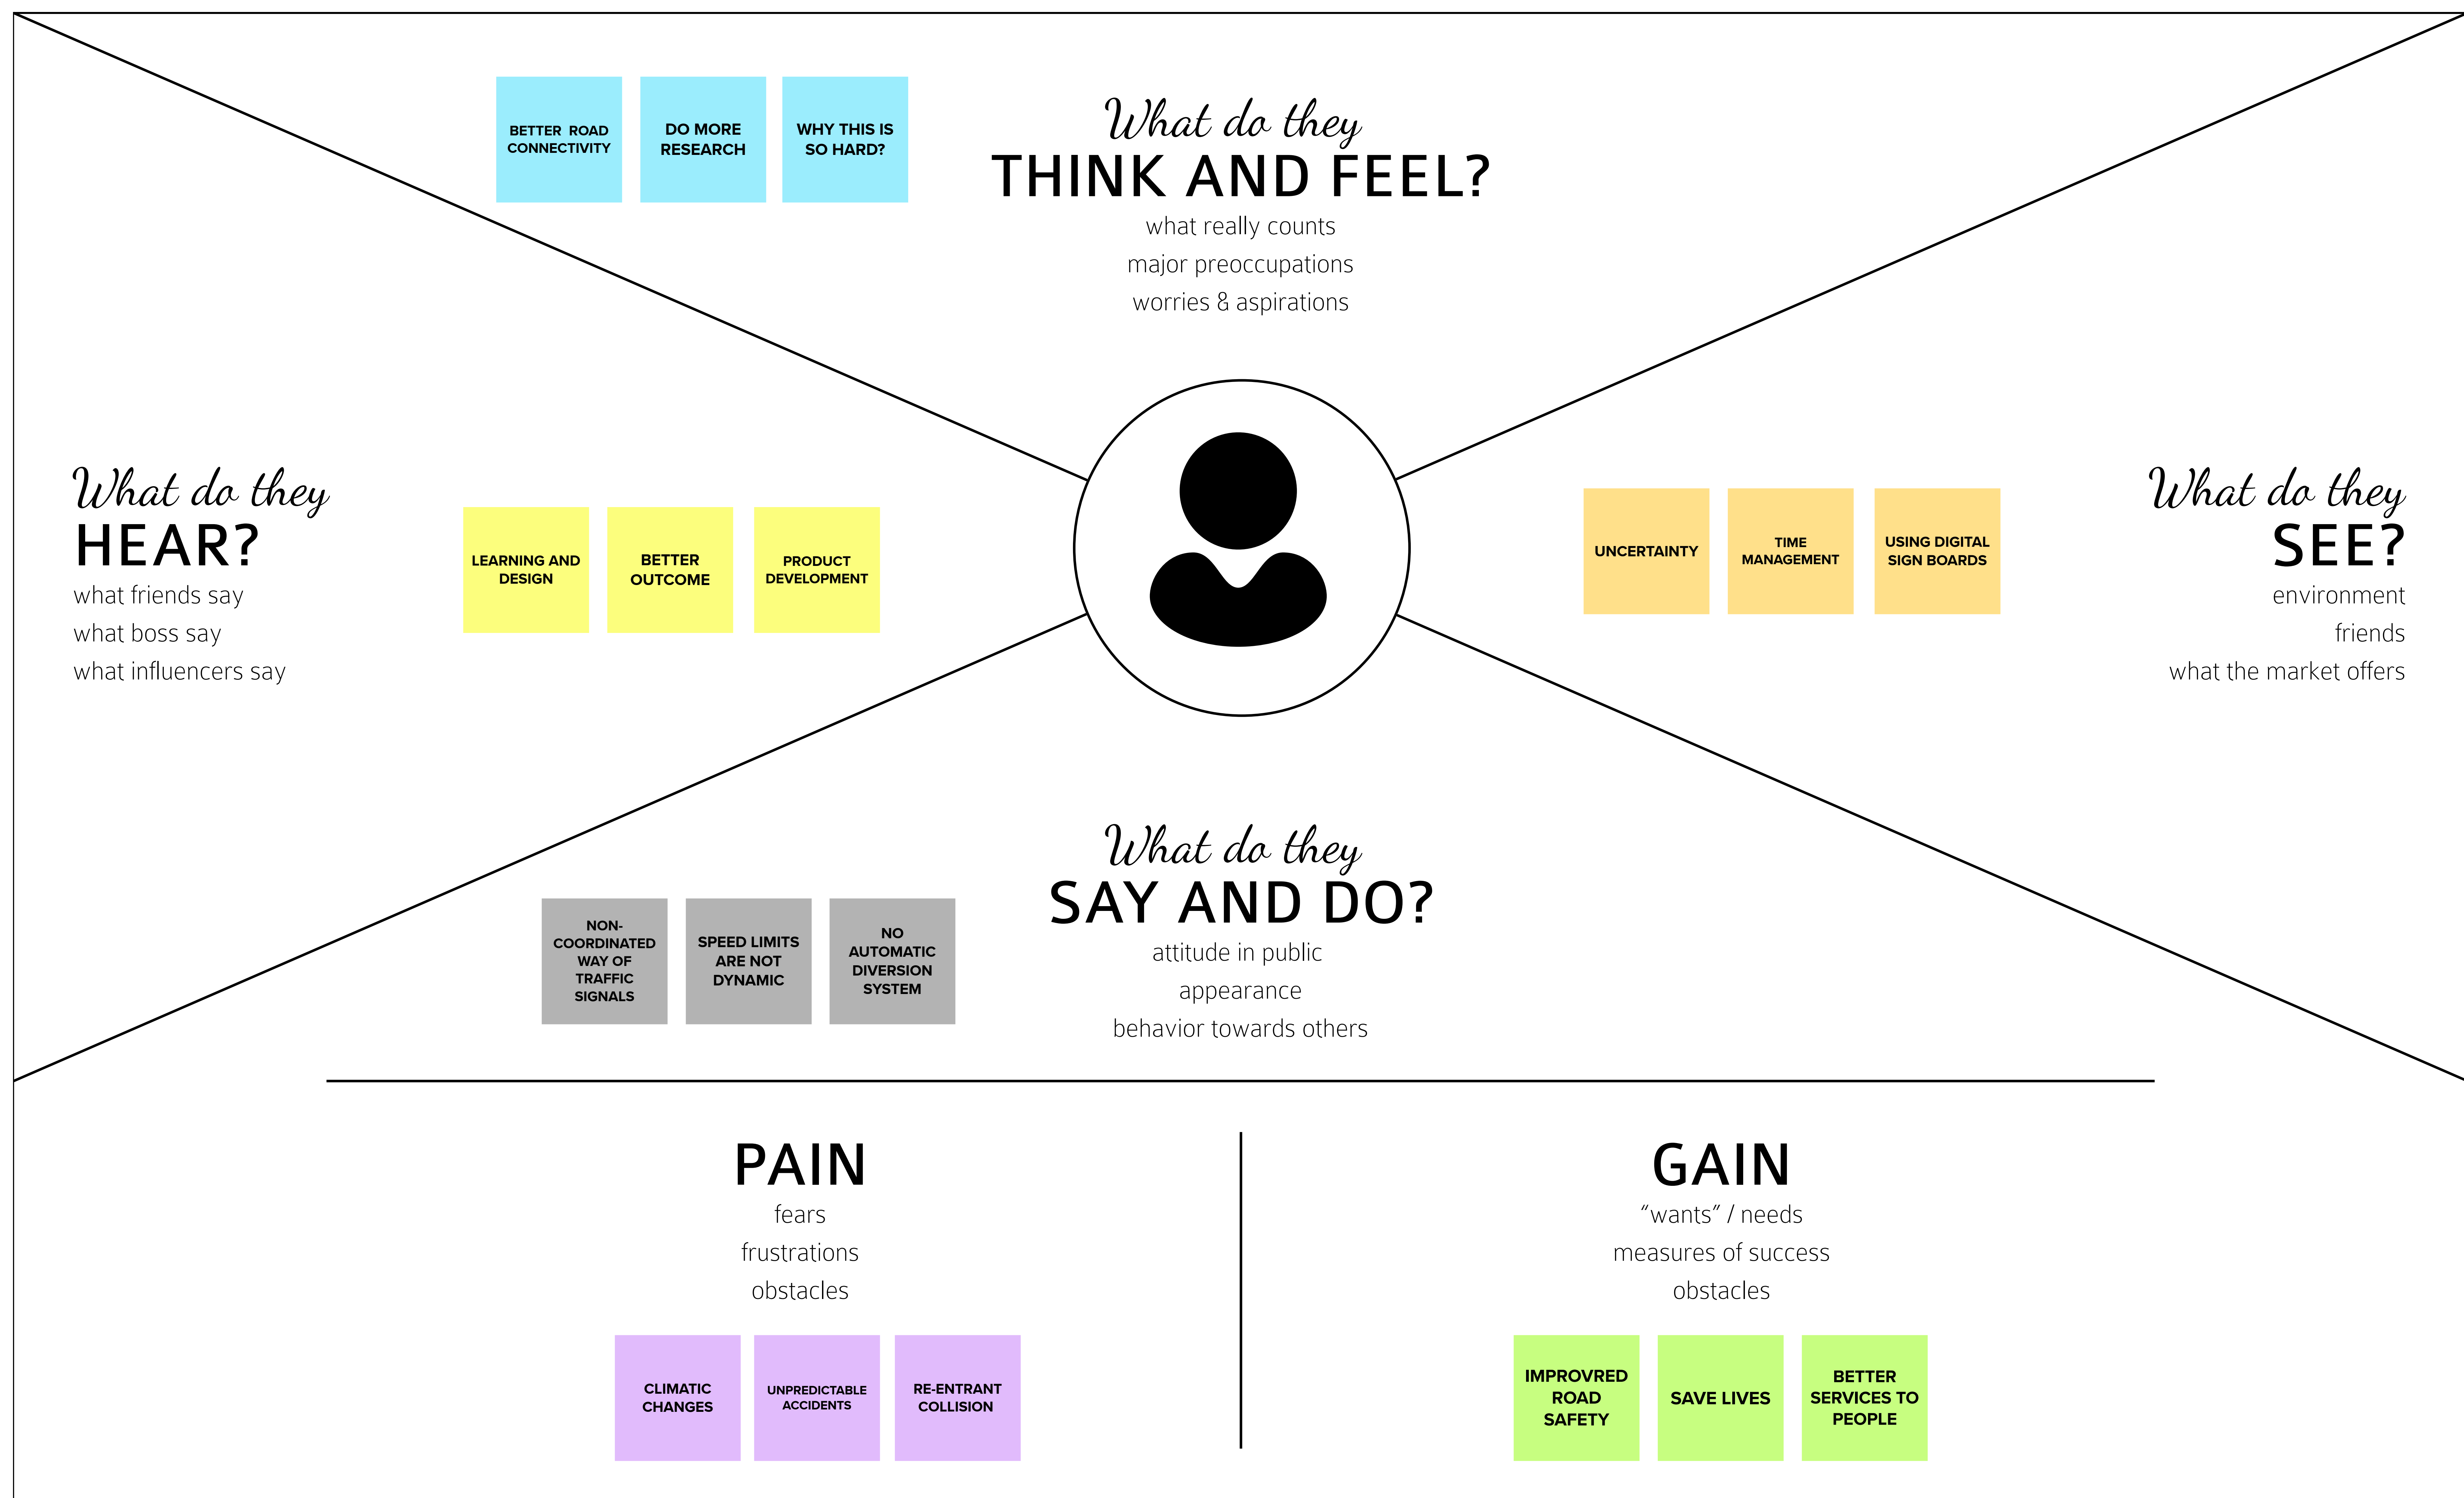 BETTER ROAD
CONNECTIVITY
DO MORE
RESEARCH
WHY THIS IS
SO HARD?
What do they
THINK AND FEEL?
what really counts
major preoccupations
worries & aspirations
What do they
HEAR?
what friends say
what boss say
what influencers say
LEARNING AND
DESIGN
BETTER
OUTCOME
PRODUCT
DEVELOPMENT
UNCERTAINTY
TIME
MANAGEMENT
USING DIGITAL
SIGN BOARDS
What do they
SEE?
environment
friends
what the market offers
What do they
SAY AND DO?
attitude in public
appearance
behavior towards others
NON-
COORDINATED
WAY OF
TRAFFIC
SIGNALS
SPEED LIMITS
ARE NOT
DYNAMIC
NO
AUTOMATIC
DIVERSION
SYSTEM
PAIN
fears
frustrations
obstacles
CLIMATIC
CHANGES
UNPREDICTABLE
ACCIDENTS
RE-ENTRANT
COLLISION
GAIN
“wants” / needs
measures of success
obstacles
IMPROVRED
ROAD
SAFETY
SAVE LIVES
BETTER
SERVICES TO
PEOPLE